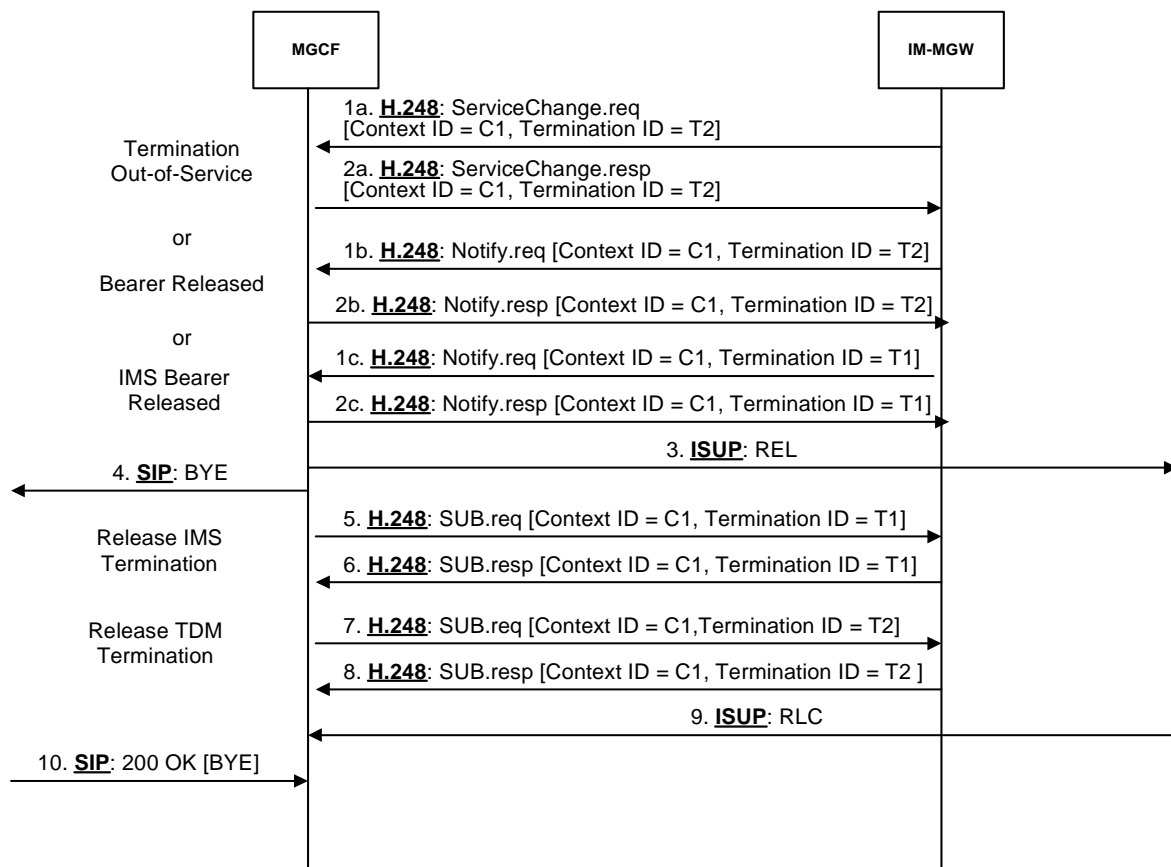 MGCF
IM-MGW
1a. H.248: ServiceChange.req
[Context ID = C1, Termination ID = T2]
Termination
Out-of-Service
2a. H.248: ServiceChange.resp
[Context ID = C1, Termination ID = T2]
or
1b. H.248: Notify.req [Context ID = C1, Termination ID = T2]
Bearer Released
2b. H.248: Notify.resp [Context ID = C1, Termination ID = T2]
or
1c. H.248: Notify.req [Context ID = C1, Termination ID = T1]
IMS Bearer
Released
2c. H.248: Notify.resp [Context ID = C1, Termination ID = T1]
3. ISUP: REL
4. SIP: BYE
5. H.248: SUB.req [Context ID = C1, Termination ID = T1]
Release IMS
Termination
6. H.248: SUB.resp [Context ID = C1, Termination ID = T1]
7. H.248: SUB.req [Context ID = C1,Termination ID = T2]
Release TDM
Termination
8. H.248: SUB.resp [Context ID = C1, Termination ID = T2 ]
9. ISUP: RLC
10. SIP: 200 OK [BYE]